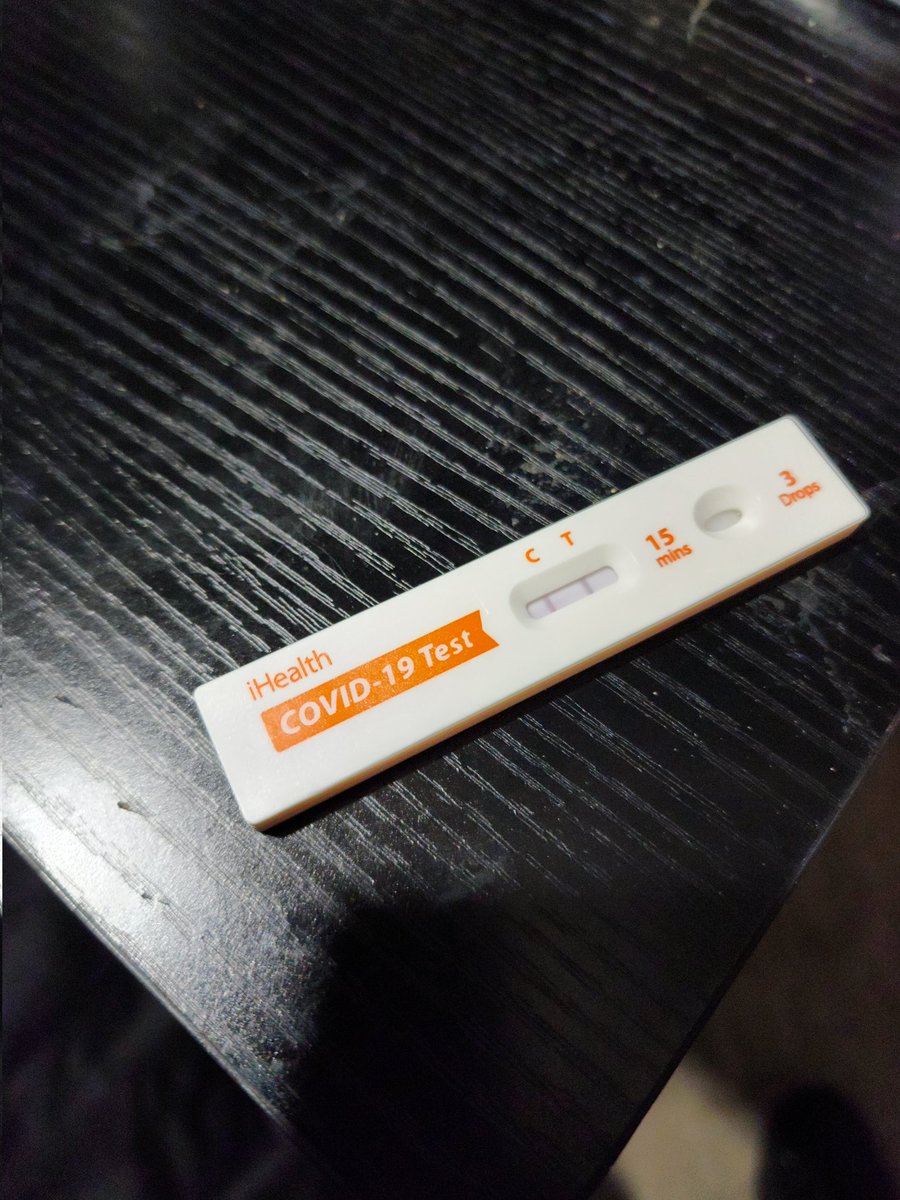 iHealth
COVID-19 Test
C T
15
mins
3
Drops